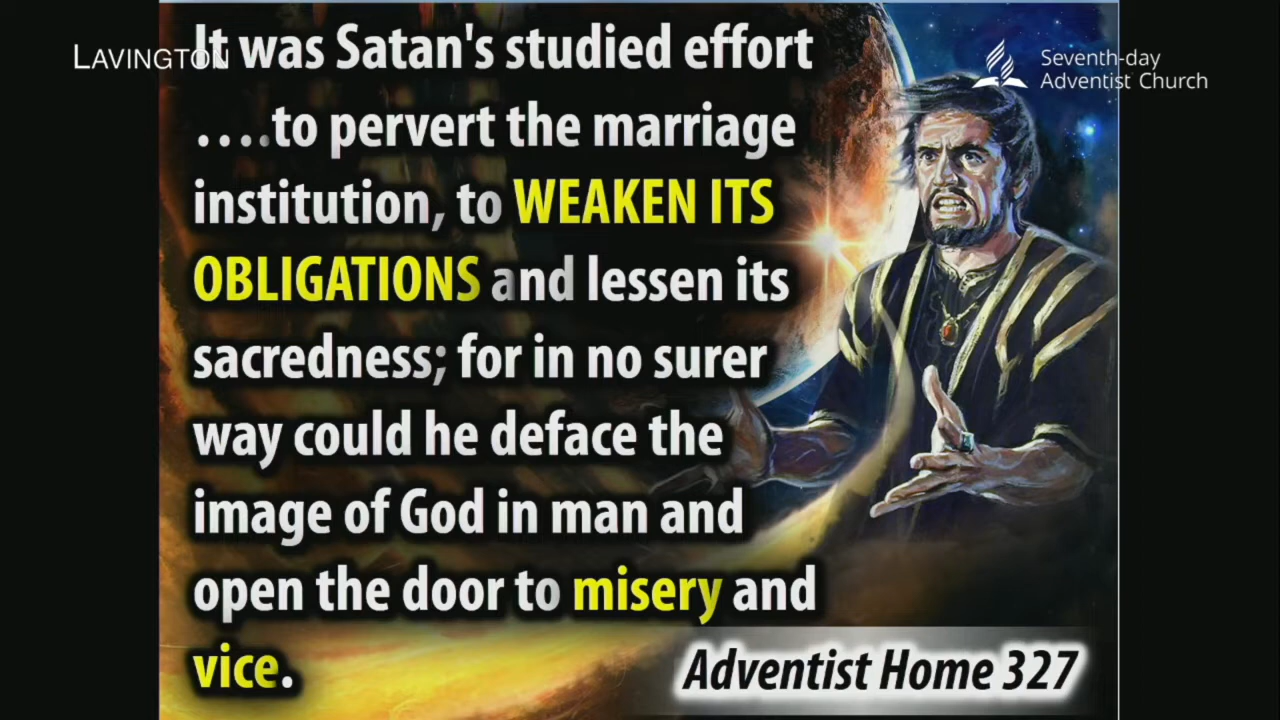 LAVINGTON
Seventh-day
Adventist Church
It was Satan's studied effort
....to pervert the marriage
institution, to WEAKEN ITS
OBLIGATIONS and lessen its
sacredness; for in no surer
way could he deface the
image of God in man and
open the door to misery and
vice.
Adventist Home 327